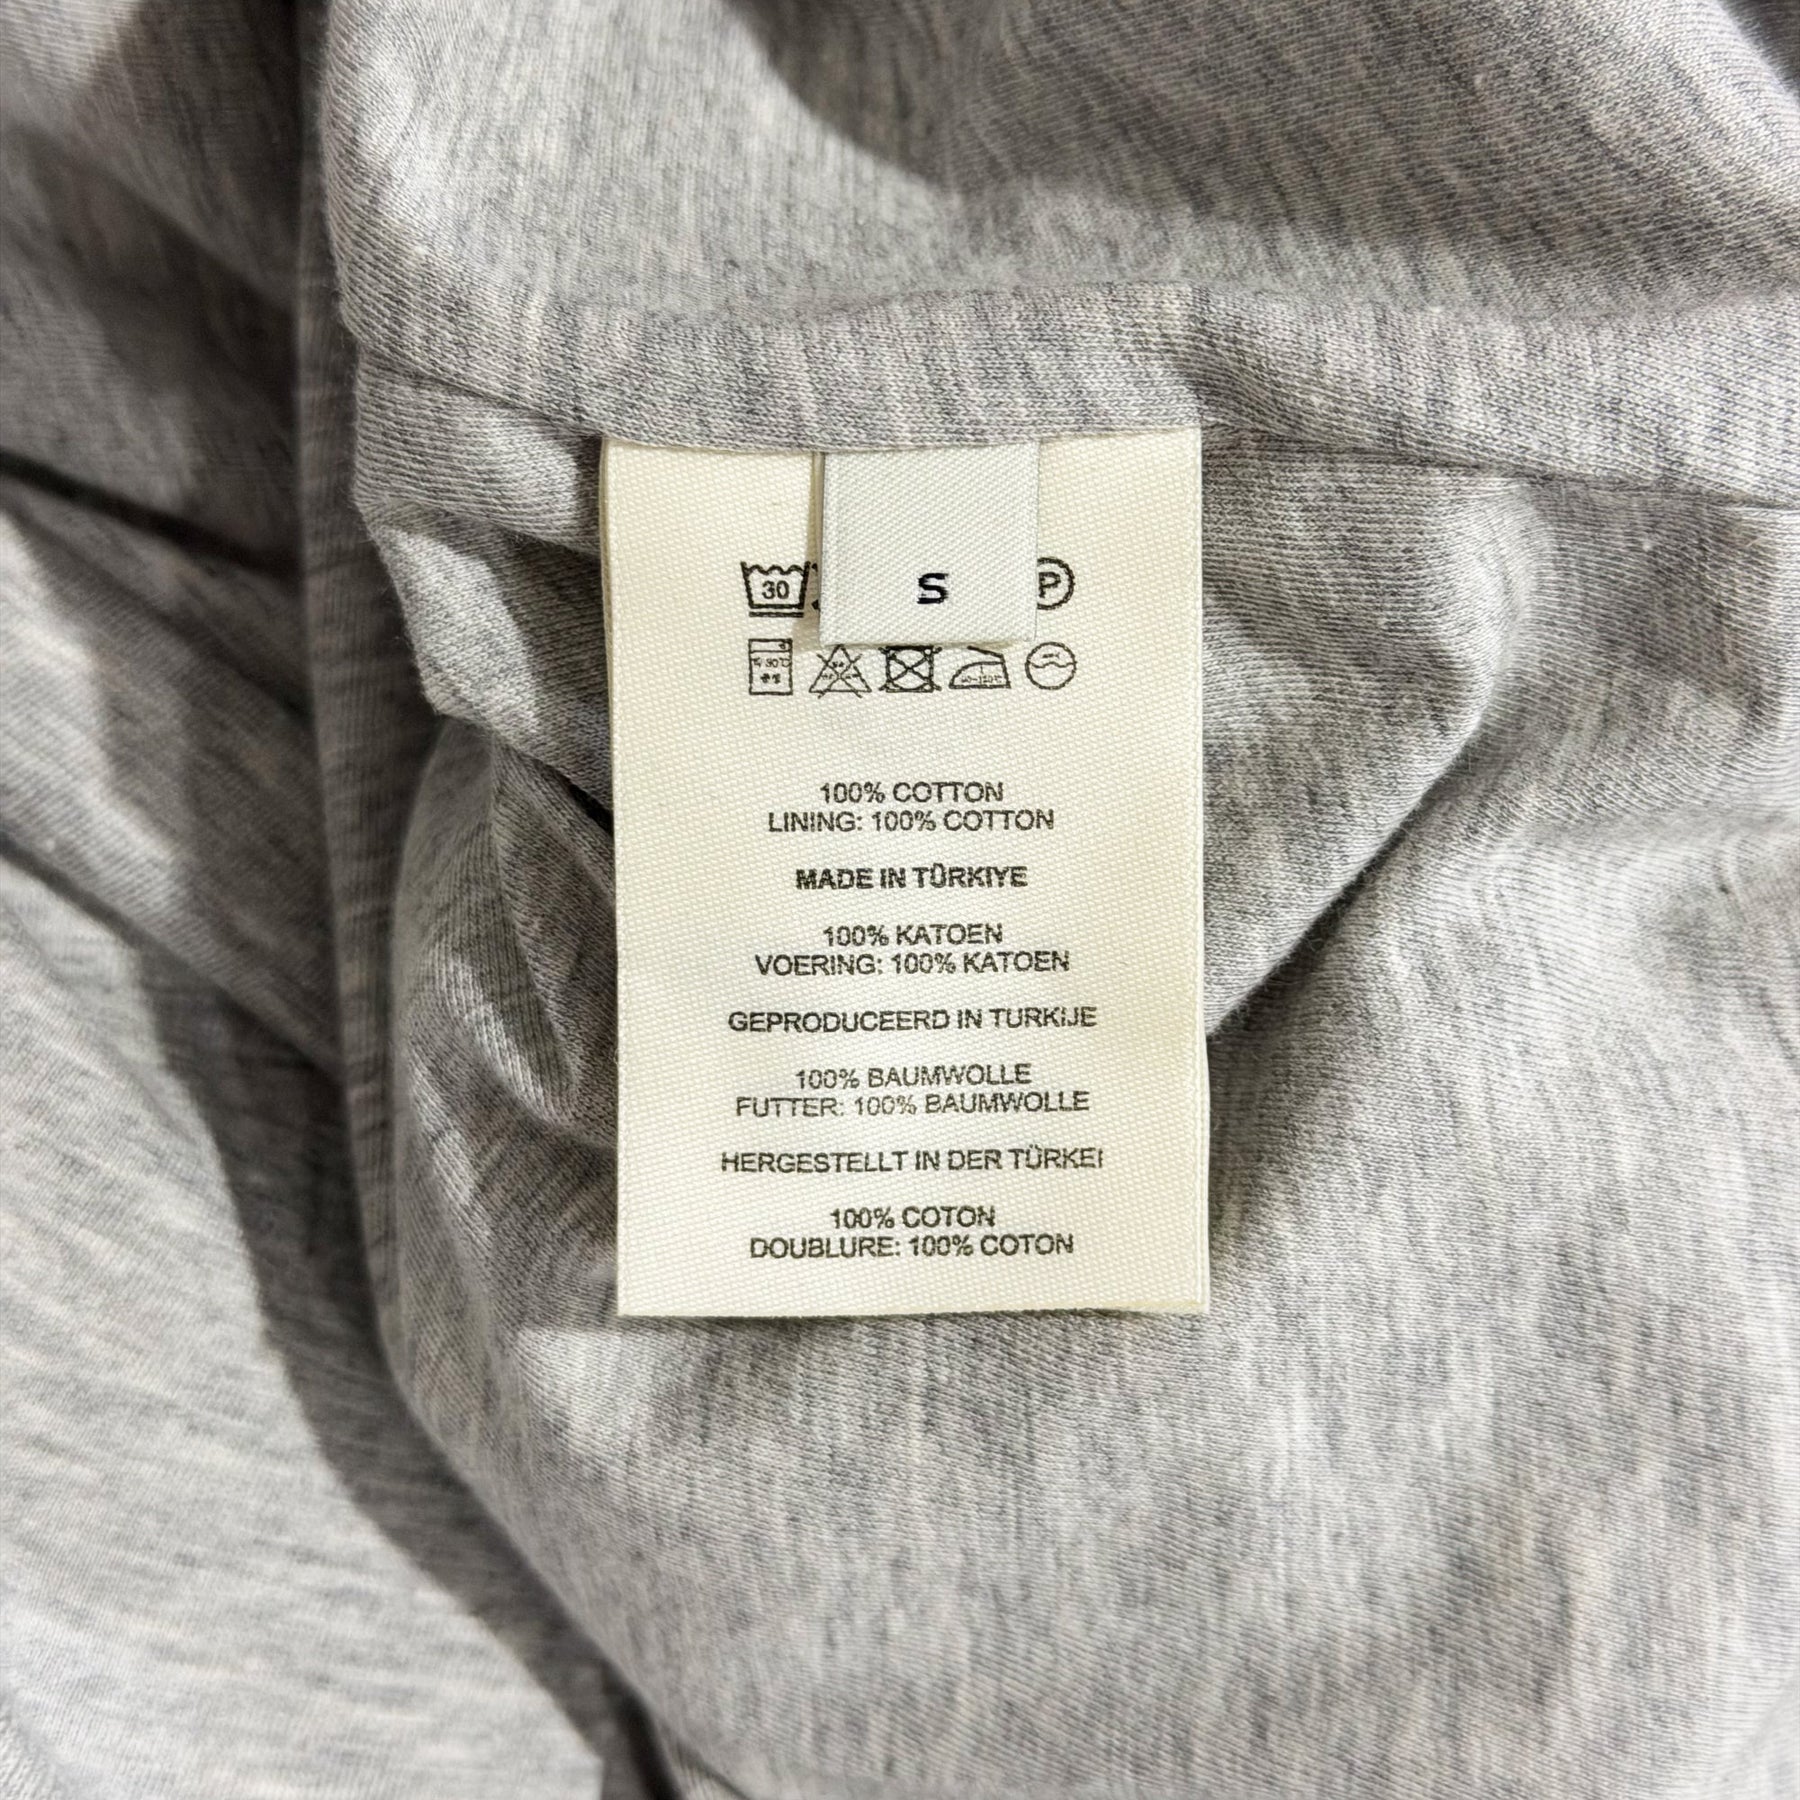 30
S
P
100% COTTON
LINING: 100% COTTON
MADE IN TÜRKIYE
100% KATOEN
VOERING: 100% KATOEN
GEPRODUCEERD IN TURKIJE
100% BAUMWOLLE
FUTTER: 100% BAUMWOLLE
HERGESTELLT IN DER TÜRKEI
100% COTON
DOUBLURE: 100% COTON